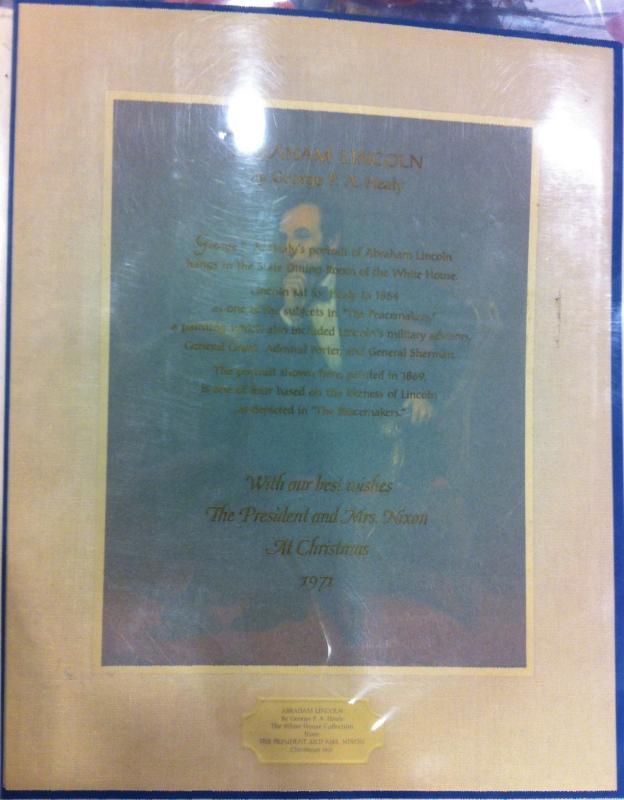 ABRAHAM LINCOLN
by George P. A. Healy
George P. A. Healy's portrait of Abraham Lincoln
hangs in the State Dining Room of the White House.
Lincoln sat for Healy in 1864
as one of the subjects in "The Peacemakers,"
a painting which also included Lincoln's military advisors,
General Grant, Admiral Porter, and General Sherman.
The portrait shown here, painted in 1869,
is one of four based on the likeness of Lincoln
as depicted in "The Peacemakers."
With our best wishes
The President and Mrs. Nixon
At Christmas
1971
ABRAHAM LINCOLN
By George P. A. Healy
The White House Collection
from
THE PRESIDENT AND MRS. NIXON
Christmas 1971